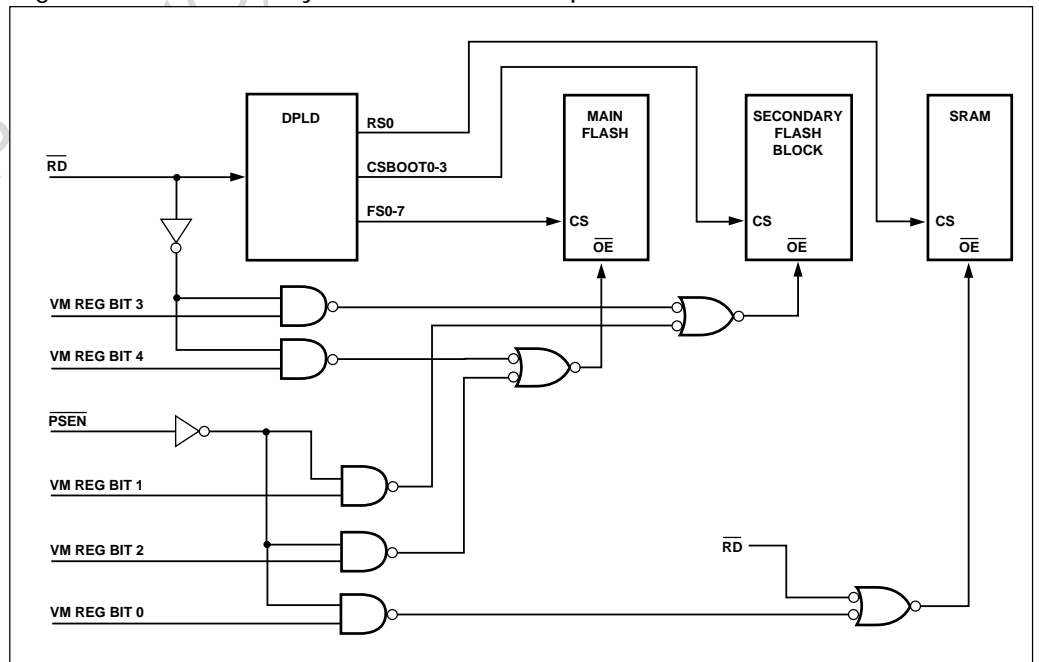 DPLD
RS0
CSBOOT0-3
FS0-7
MAIN
FLASH
CS
OE
SECONDARY
FLASH
BLOCK
CS
OE
SRAM
CS
OE
RD
VM REG BIT 3
VM REG BIT 4
PSEN
VM REG BIT 1
VM REG BIT 2
VM REG BIT 0
RD